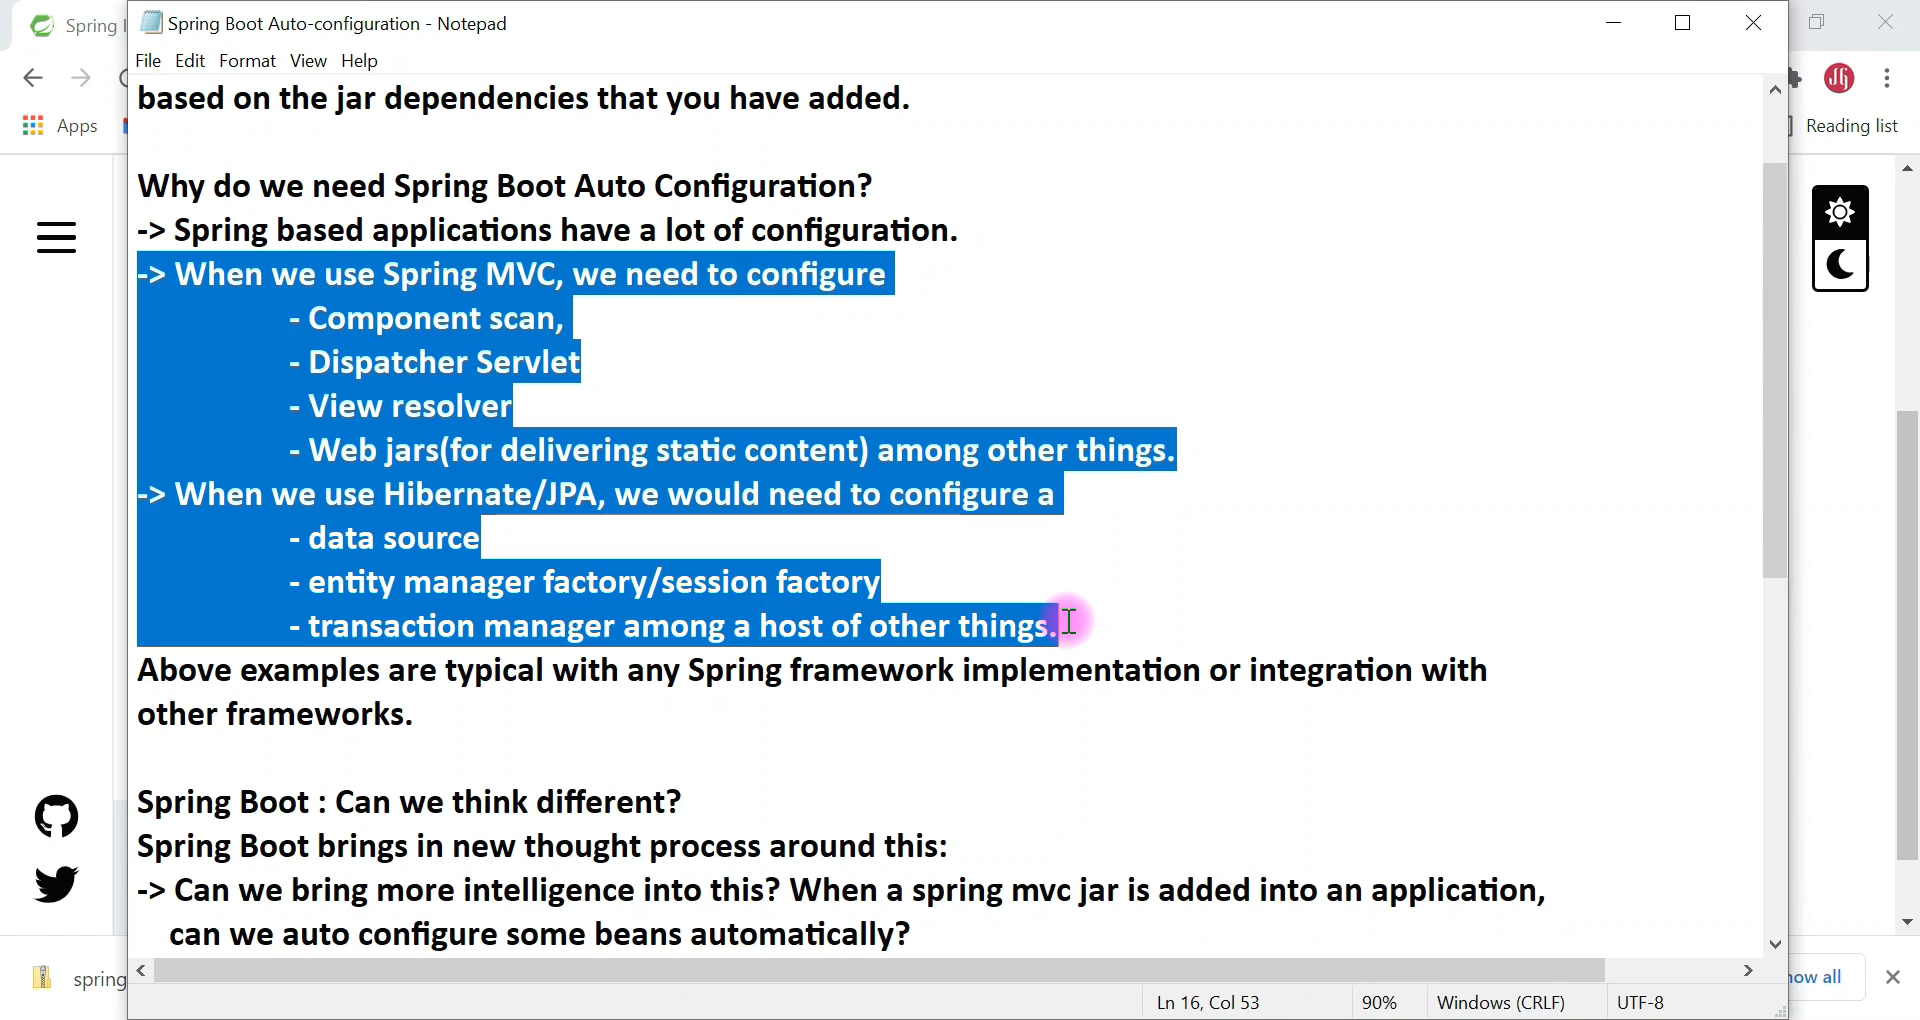 Spring I
Spring Boot Auto-configuration - Notepad
File Edit Format View Help
Apps
Reading list
based on the jar dependencies that you have added.
Why do we need Spring Boot Auto Configuration?
-> Spring based applications have a lot of configuration.
-> When we use Spring MVC, we need to configure
- Component scan,
- Dispatcher Servlet
- View resolver
- Web jars(for delivering static content) among other things.
-> When we use Hibernate/JPA, we would need to configure a
- data source
- entity manager factory/session factory
- transaction manager among a host of other things.
Above examples are typical with any Spring framework implementation or integration with
other frameworks.
Spring Boot : Can we think different?
Spring Boot brings in new thought process around this:
-> Can we bring more intelligence into this? When a spring mvc jar is added into an application,
can we auto configure some beans automatically?
spring
how all
Ln 16, Col 53
90%
Windows (CRLF)
UTF-8